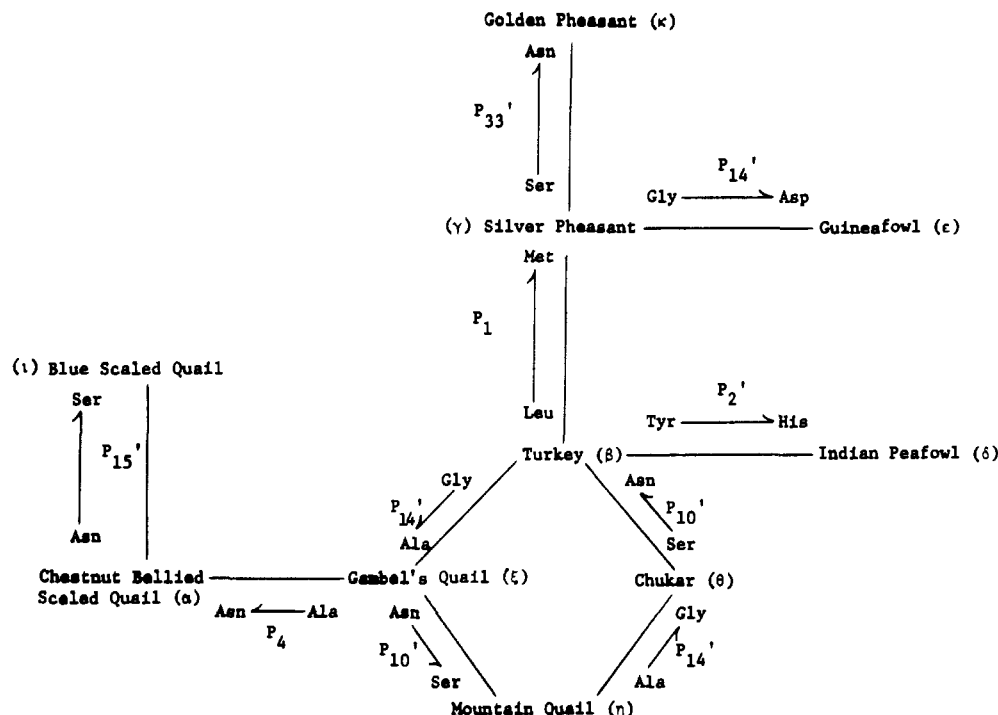 Golden Pheasant (κ)
Asn
P33'
Ser
P14'
Gly
Asp
(γ) Silver Pheasant
Guineafowl (ε)
Met
P1
(ι) Blue Scaled Quail
Ser
Leu
P2'
Tyr
His
P15'
Turkey (β)
Indian Peafowl (δ)
Gly
Asn
P14'
P10'
Asn
Ala
Ser
Chestnut Bellied
Scaled Quail (α)
Gambel's Quail (ξ)
Chukar (θ)
Asn
Ala
P4
Asn
Gly
P10'
P14'
Ser
Ala
Mountain Quail (η)